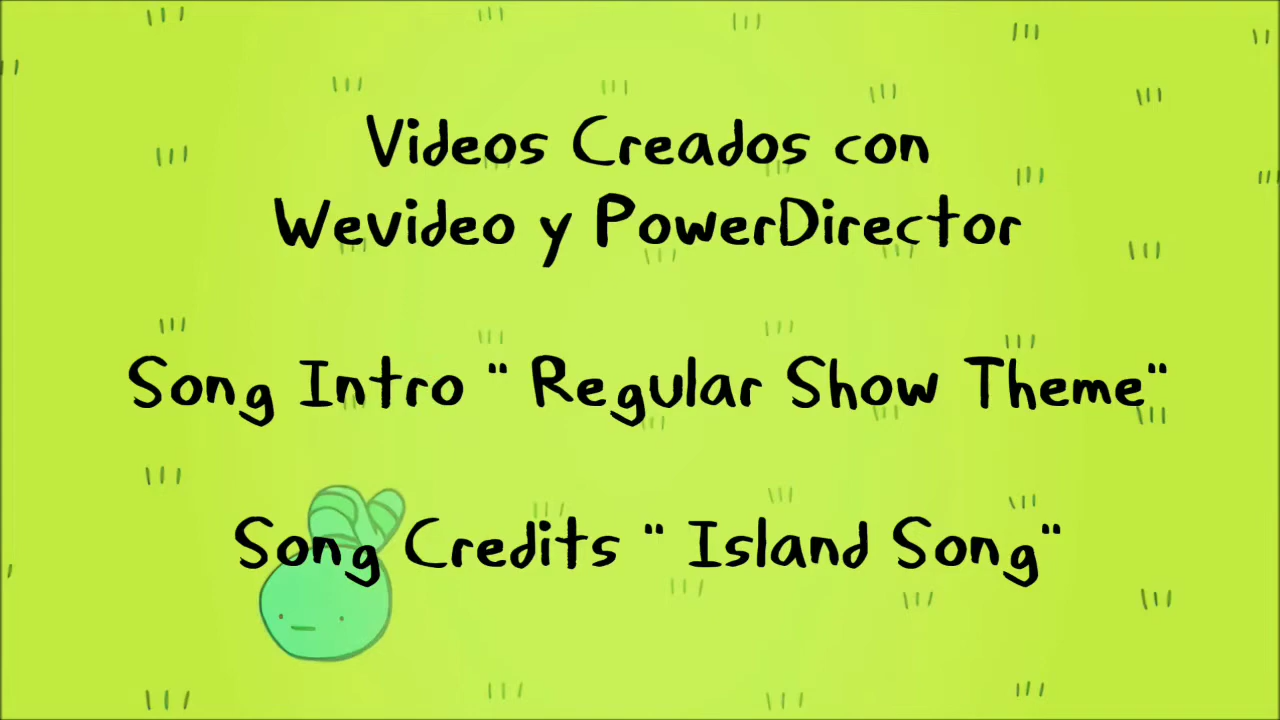 Videos Creados con
Wevideo y PowerDirector
Song Intro " Regular Show Theme"
Song Credits " Island Song"